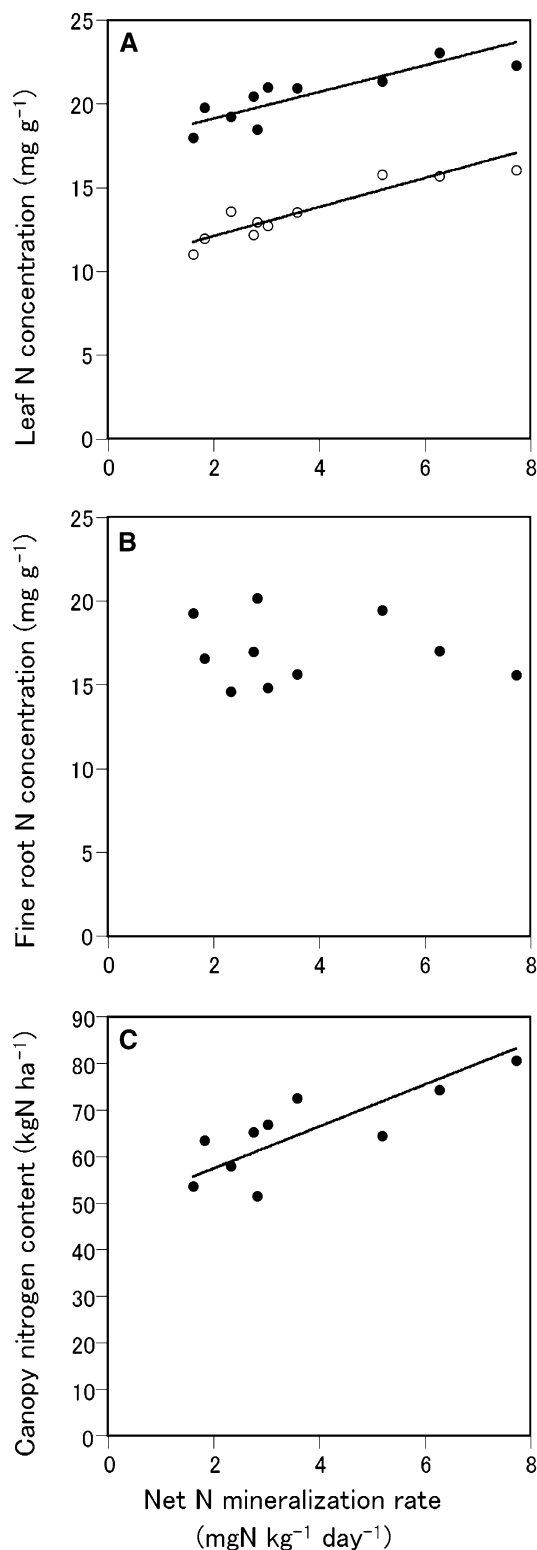 A
Leaf N concentration (mg g⁻¹)
25
20
15
10
5
0
0 2 4 6 8
B
Fine root N concentration (mg g⁻¹)
25
20
15
10
5
0
0 2 4 6 8
C
Canopy nitrogen content (kgN ha⁻¹)
90
80
70
60
50
40
30
20
10
0
0 2 4 6 8
Net N mineralization rate
(mgN kg⁻¹ day⁻¹)